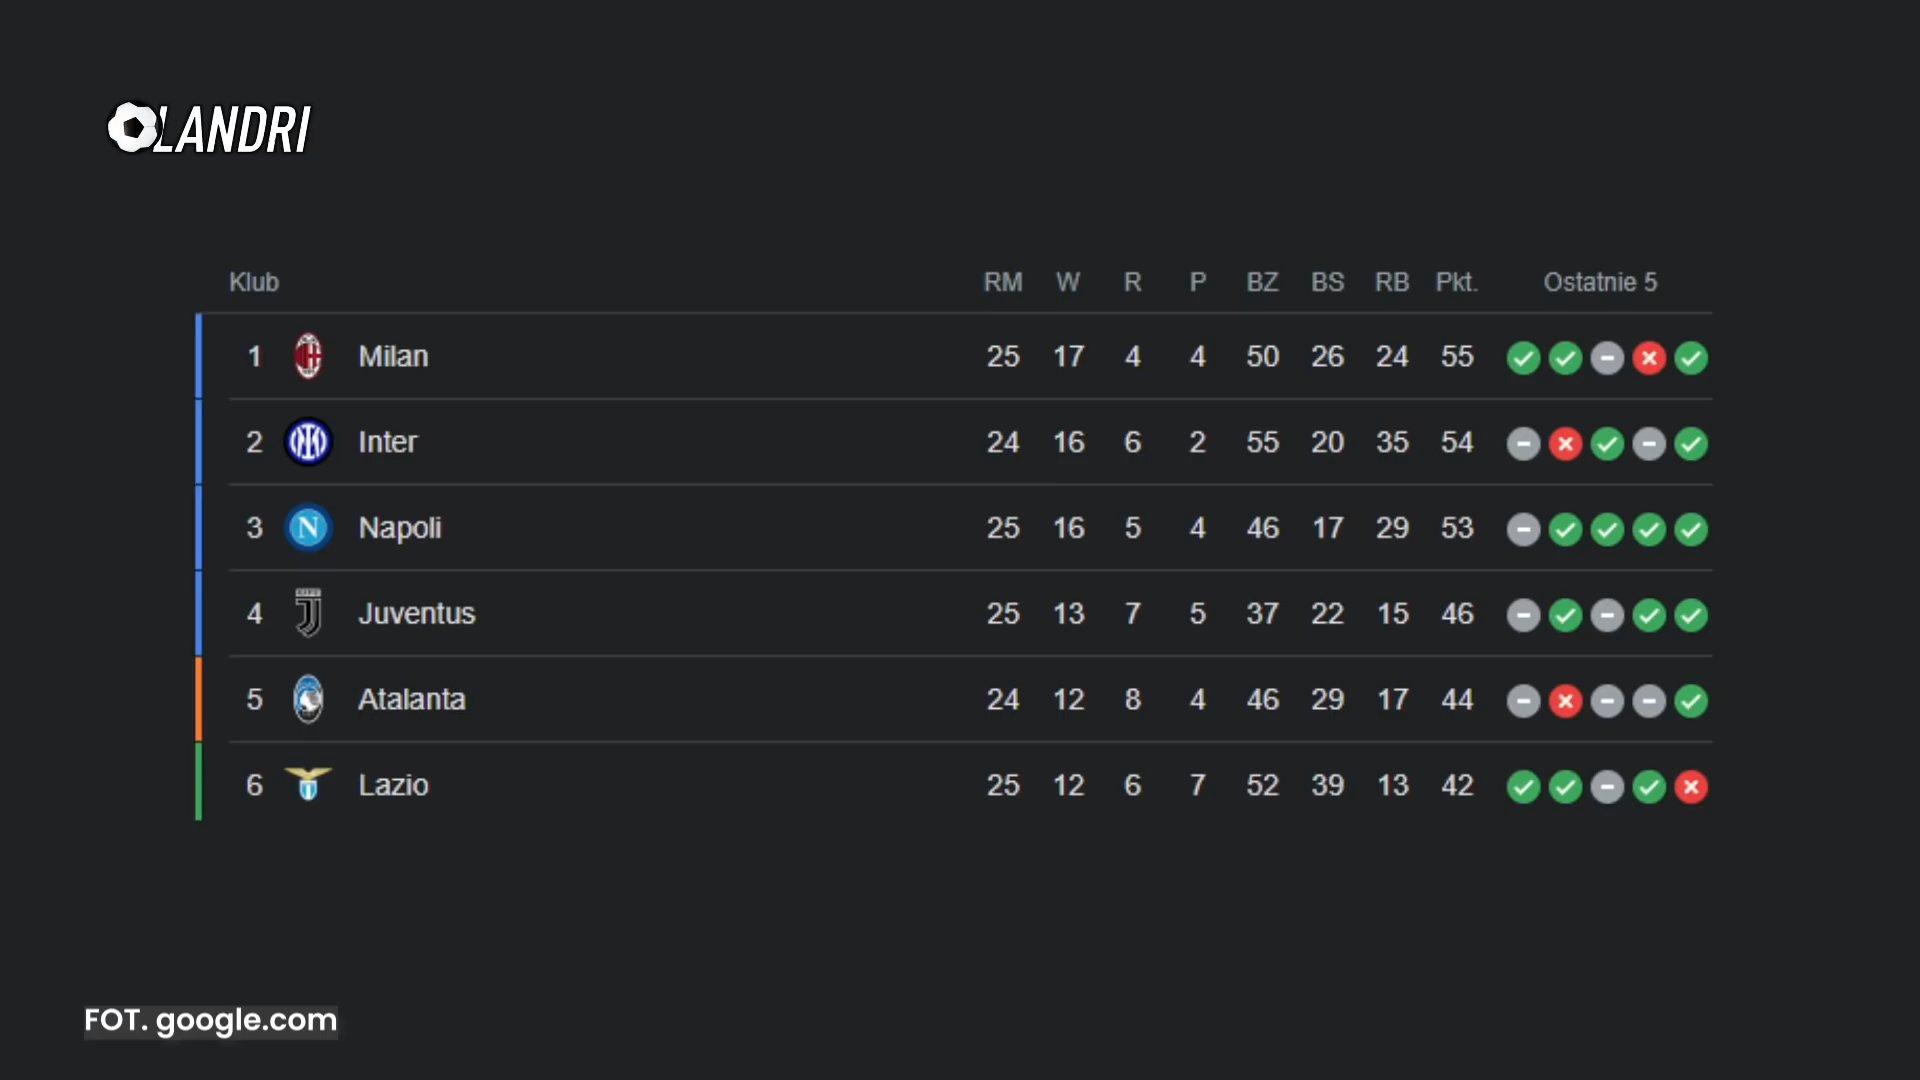 LANDRI
Klub RM W R P BZ BS RB Pkt. Ostatnie 5
1 Milan 25 17 4 4 50 26 24 55
2 Inter 24 16 6 2 55 20 35 54
3 N Napoli 25 16 5 4 46 17 29 53
4 Juventus 25 13 7 5 37 22 15 46
5 Atalanta 24 12 8 4 46 29 17 44
6 Lazio 25 12 6 7 52 39 13 42
FOT. google.com